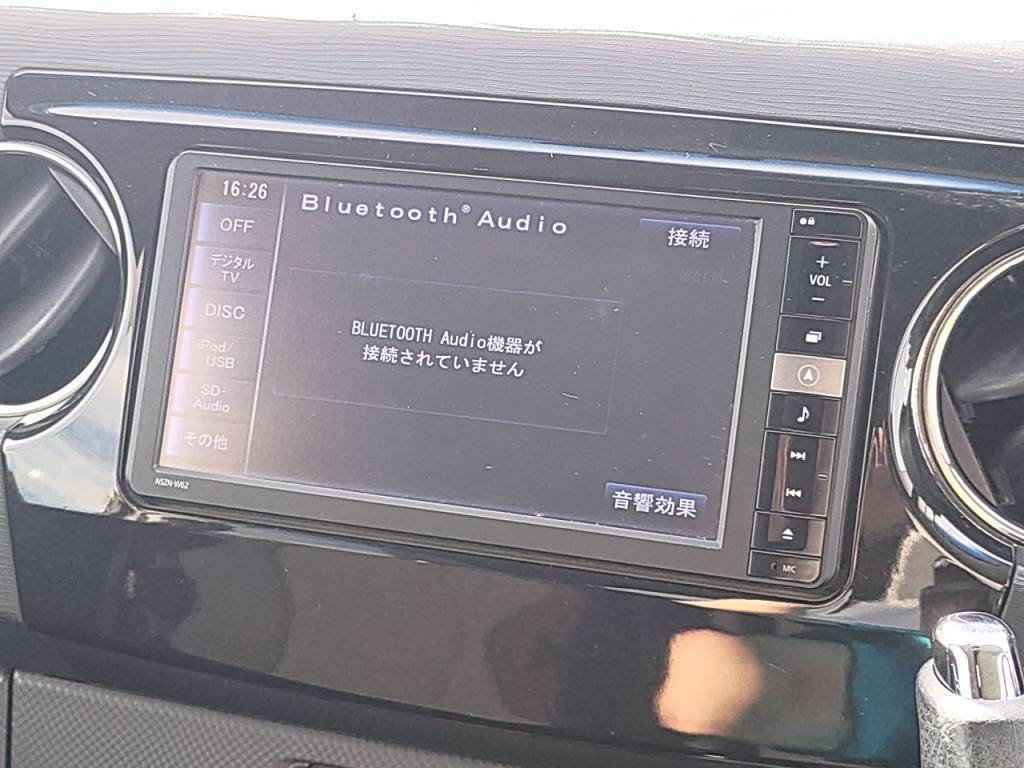 16:26
Bluetooth® Audio
接続
OFF
デジタル
TV
DISC
iPod/
USB
SD-
Audio
その他
BLUETOOTH Audio機器が
接続されていません
音響効果
NSZN-W62
+
VOL
−
MIC